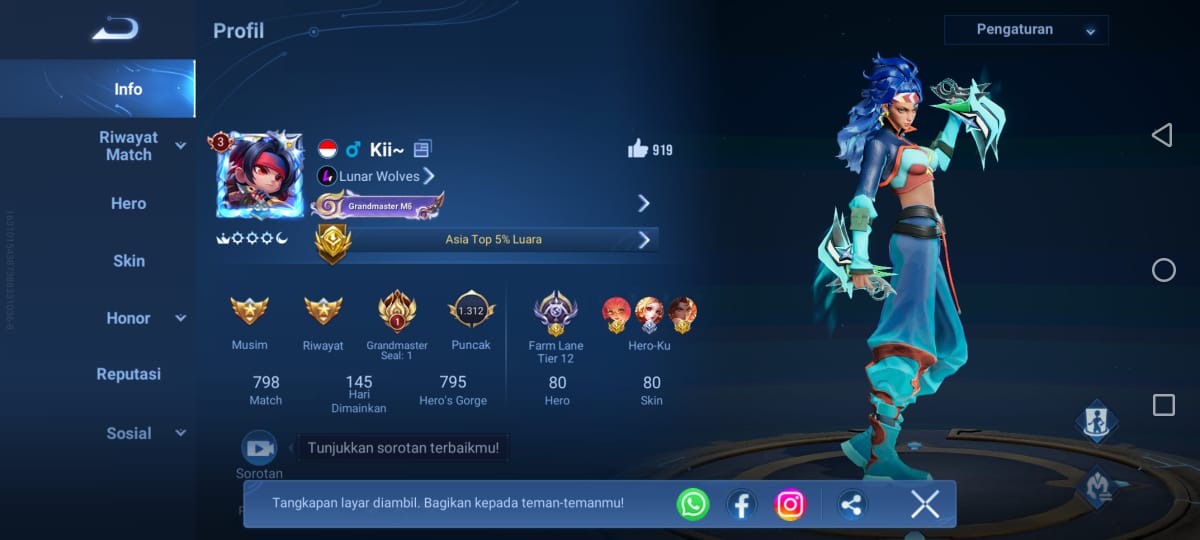 Profil
Pengaturan
Info
Riwayat
Match
Hero
Skin
Honor
Reputasi
Sosial
3
Kii~
919
Lunar Wolves
Grandmaster M6
Asia Top 5% Luara
1
1.312
Musim
Riwayat
Grandmaster
Seal: 1
Puncak
Farm Lane
Tier 12
Hero-Ku
798
Match
145
Hari
Dimainkan
795
Hero's Gorge
80
Hero
80
Skin
Tunjukkan sorotan terbaikmu!
Sorotan
Tangkapan layar diambil. Bagikan kepada teman-temanmu!